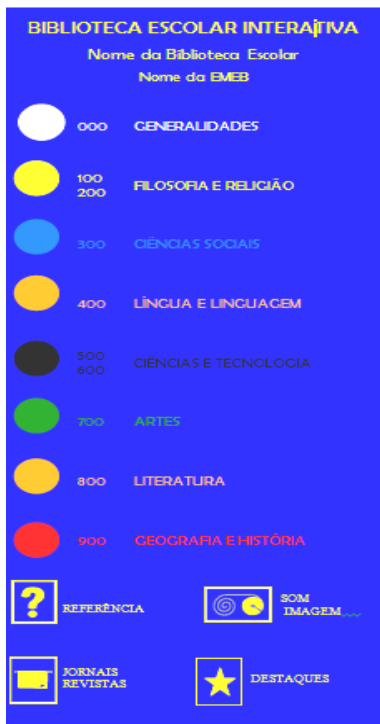 BIBLIOTECA ESCOLAR INTERATIVA
Nome da Biblioteca Escolar
Nome da EMEB
000 GENERALIDADES
100
200 FILOSOFIA E RELIGIÃO
300 CIÊNCIAS SOCIAIS
400 LÍNGUA E LINGUAGEM
500
600 CIÊNCIAS E TECNOLOGIA
700 ARTES
800 LITERATURA
900 GEOGRAFIA E HISTÓRIA
? REFERÊNCIA
SOM
IMAGEM
JORNAIS
REVISTAS
DESTAQUES